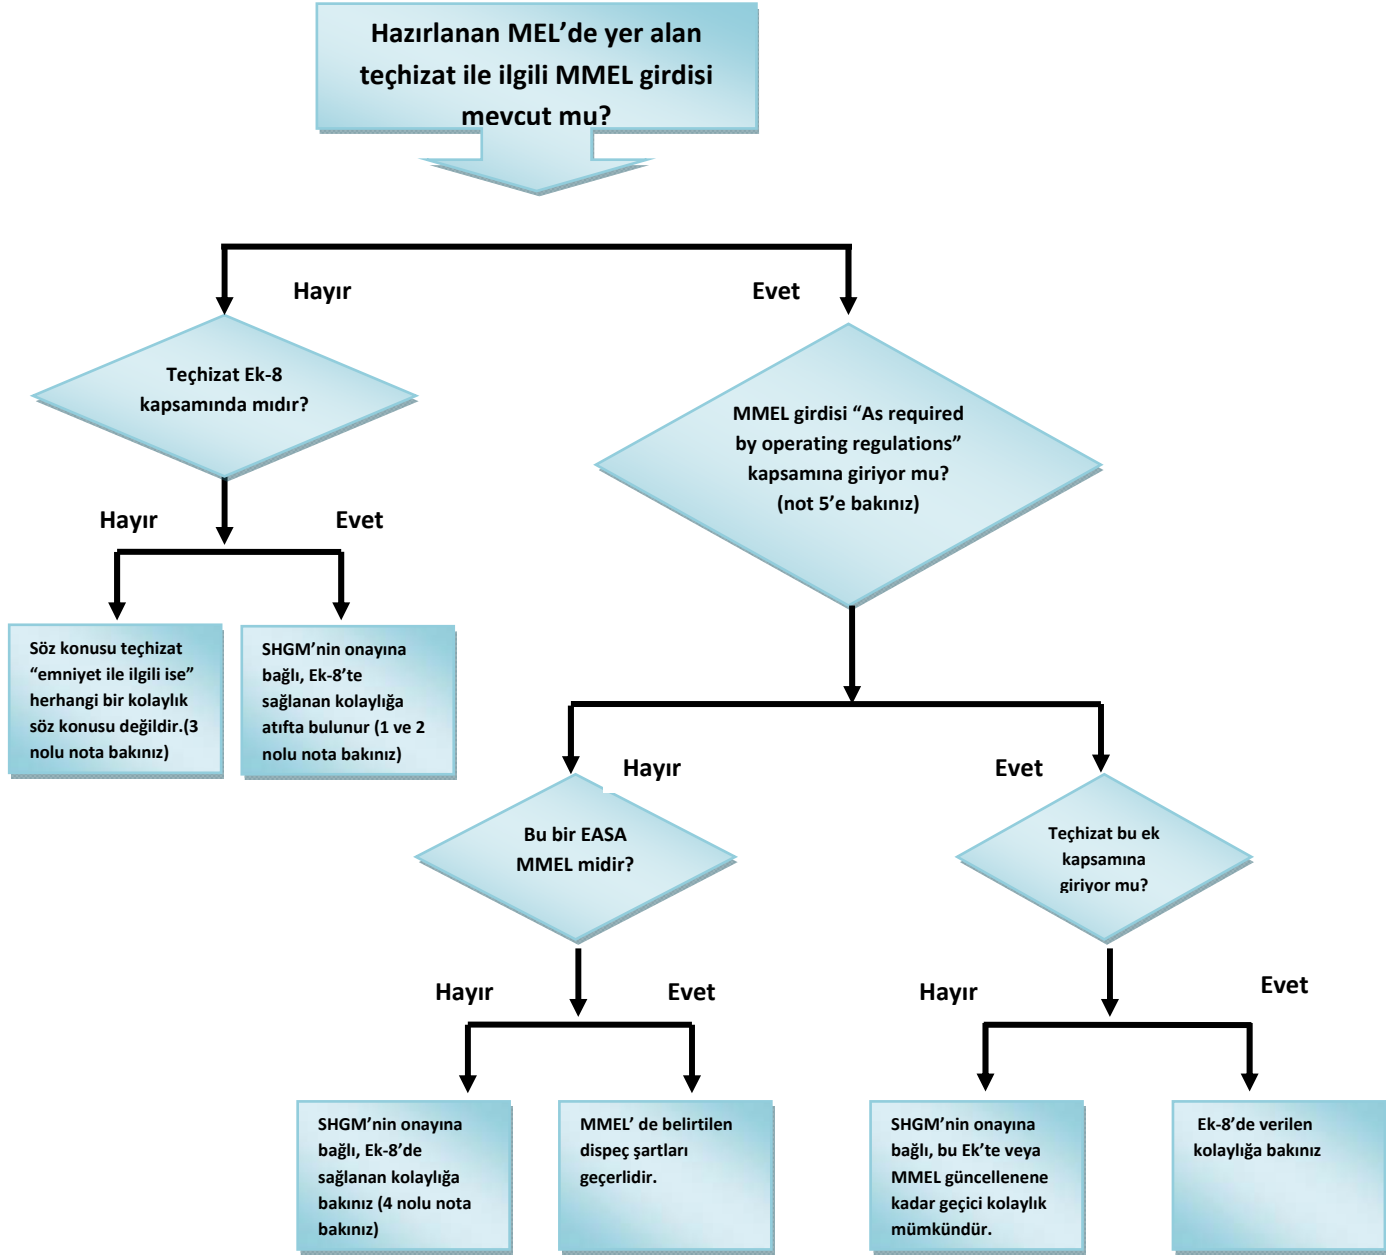 Hazırlanan MEL’de yer alan
teçhizat ile ilgili MMEL girdisi
mevcut mu?
Hayır
Evet
Teçhizat Ek-8
kapsamında mıdır?
MMEL girdisi “As required
by operating regulations”
kapsamına giriyor mu?
(not 5’e bakınız)
Hayır
Evet
Söz konusu teçhizat
“emniyet ile ilgili ise”
herhangi bir kolaylık
söz konusu değildir.(3
nolu nota bakınız)
SHGM’nin onayına
bağlı, Ek-8’te
sağlanan kolaylığa
atıfta bulunur (1 ve 2
nolu nota bakınız)
Hayır
Evet
Bu bir EASA
MMEL midir?
Teçhizat bu ek
kapsamına
giriyor mu?
Hayır
Evet
Hayır
Evet
SHGM’nin onayına
bağlı, Ek-8’de
sağlanan kolaylığa
bakınız (4 nolu nota
bakınız)
MMEL’ de belirtilen
dispeç şartları
geçerlidir.
SHGM’nin onayına
bağlı, bu Ek’te veya
MMEL güncellenene
kadar geçici kolaylık
mümkündür.
Ek-8’de verilen
kolaylığa bakınız